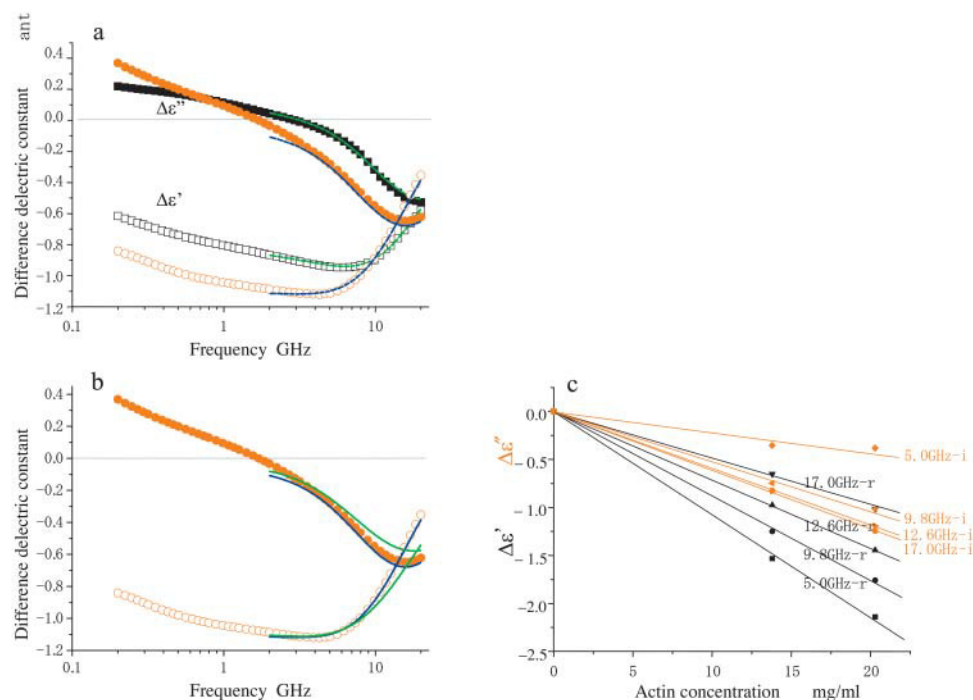 ant
a
0.4
0.2
0.0
-0.2
-0.4
-0.6
-0.8
-1.0
-1.2
Difference delectric constant
Δε''
Δε'
0.1 1 10
Frequency GHz
b
0.4
0.2
0.0
-0.2
-0.4
-0.6
-0.8
-1.0
-1.2
Difference delectric constant
0.1 1 10
Frequency GHz
c
0.0
-0.5
-1.0
-1.5
-2.0
-2.5
Δε' Δε''
5.0GHz-i
17.0GHz-r
9.8GHz-i
12.6GHz-r
12.6GHz-i
17.0GHz-i
9.8GHz-r
5.0GHz-r
0 5 10 15 20
Actin concentration mg/ml